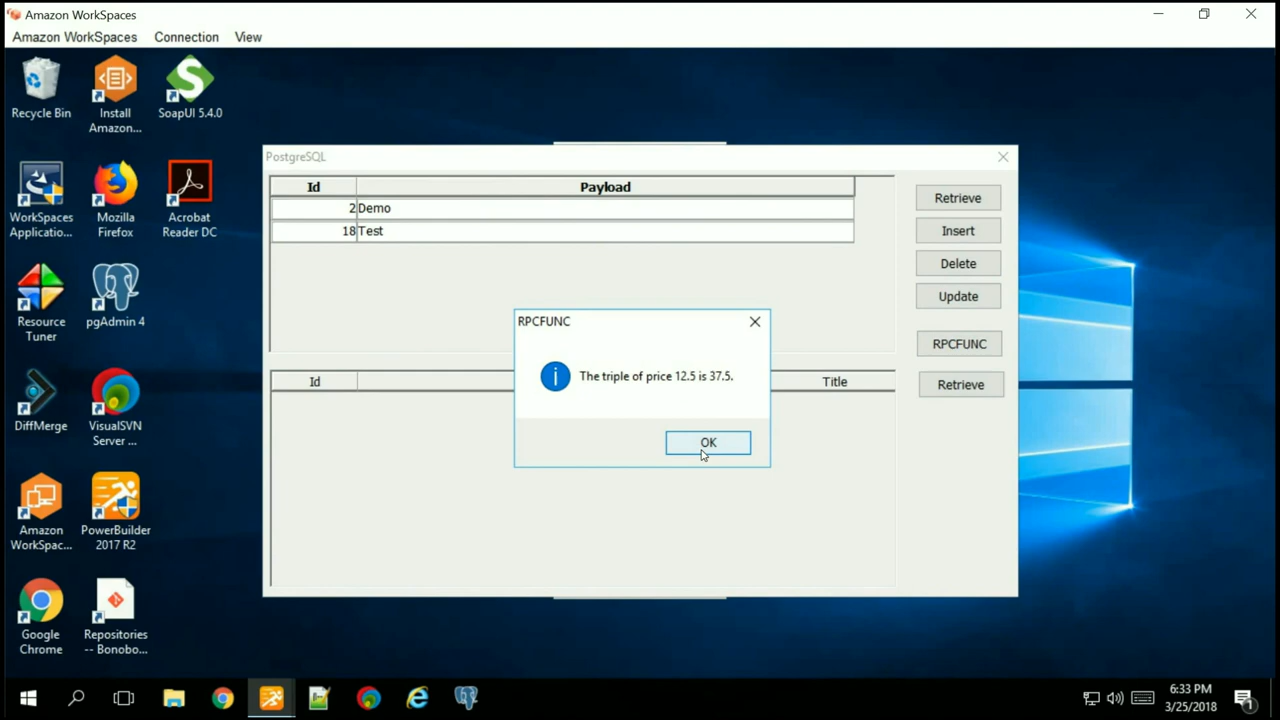 Amazon WorkSpaces
Amazon WorkSpaces Connection View
Recycle Bin
Install
Amazon...
SoapUI 5.4.0
WorkSpaces
Applicatio...
Mozilla
Firefox
Acrobat
Reader DC
Resource
Tuner
pgAdmin 4
DiffMerge
VisualSVN
Server ...
Amazon
WorkSpac...
PowerBuilder
2017 R2
Google
Chrome
Repositories
-- Bonobo...
PostgreSQL
Id Payload
2 Demo
18 Test
Retrieve
Insert
Delete
Update
RPCFUNC
Retrieve
Id Title
RPCFUNC
The triple of price 12.5 is 37.5.
OK
6:33 PM
3/25/2018
1